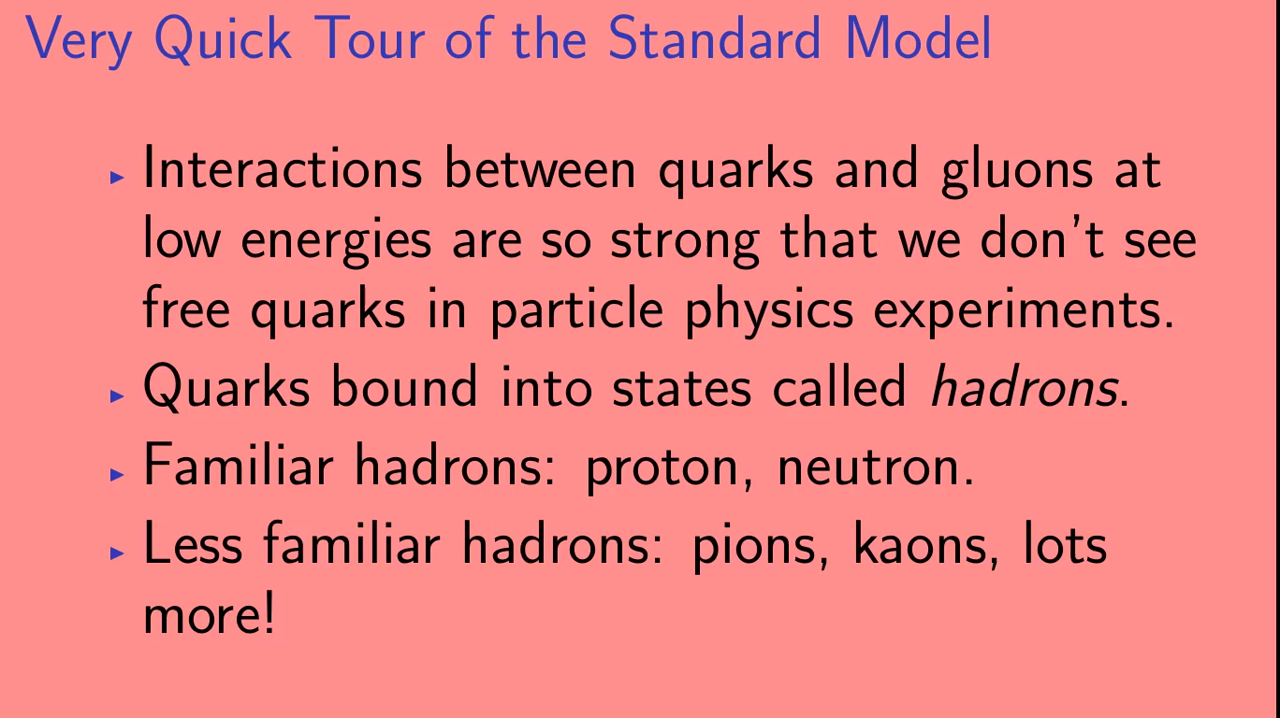 Very Quick Tour of the Standard Model
▸ Interactions between quarks and gluons at
low energies are so strong that we don't see
free quarks in particle physics experiments.
▸ Quarks bound into states called hadrons.
▸ Familiar hadrons: proton, neutron.
▸ Less familiar hadrons: pions, kaons, lots
more!